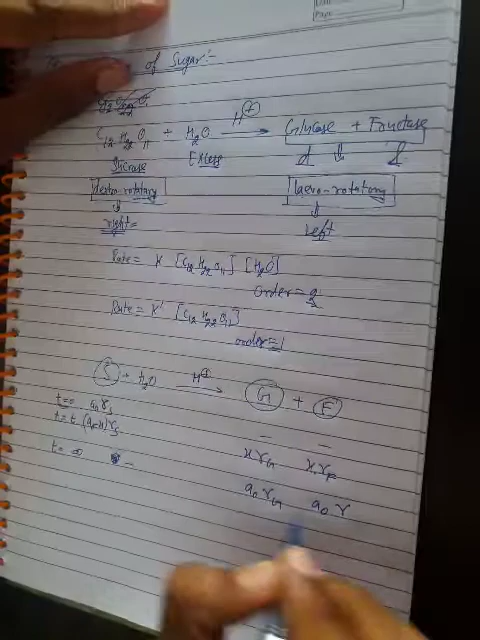 of Sugar:-
C12 H22 O11 + H2O —H⊕→ Glucose + Fructose
Sucrose Excess d l
dextro-rotatory laevo-rotatory
right= left
Rate = K [C12 H22 O11] [H2O]
order = 2
Rate = K' [C12 H22 O11]
order = 1
S + H2O —H⊕→ G + F
t=0 a0 rS — —
t=t (a0-x) rS x rG x rF
t=∞ — a0 rG a0 r